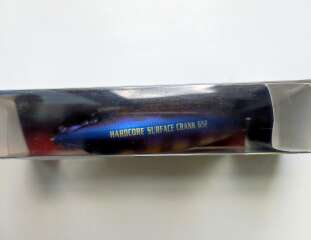 HARDCORE SURFACE CRANK 65F